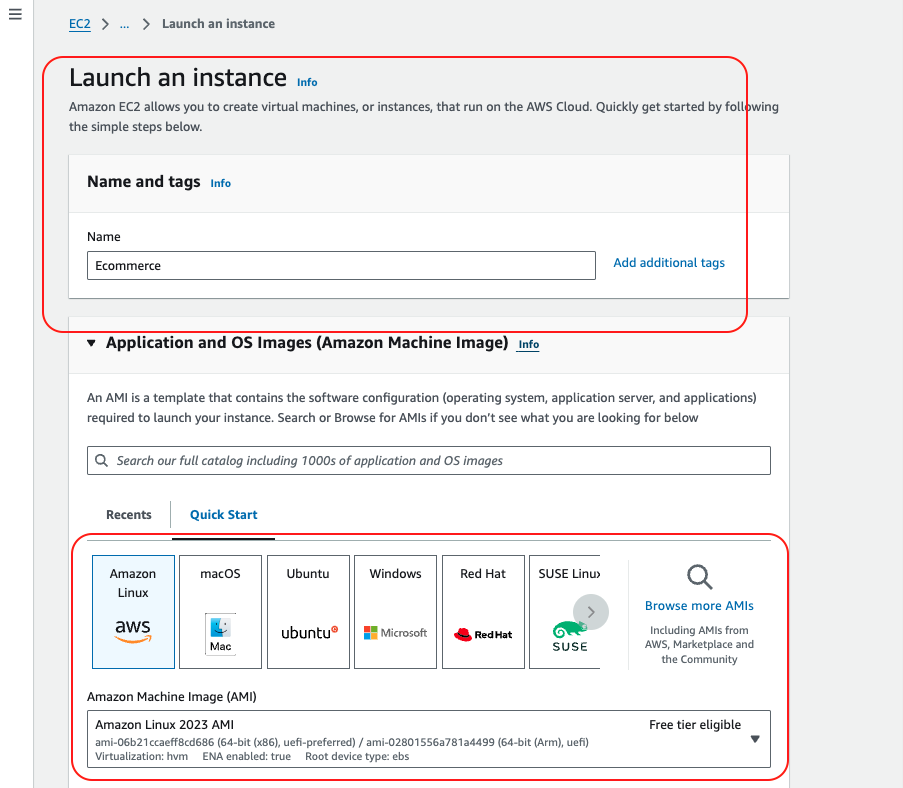 EC2 > ... > Launch an instance
Launch an instance Info
Amazon EC2 allows you to create virtual machines, or instances, that run on the AWS Cloud. Quickly get started by following
the simple steps below.
Name and tags Info
Name
Ecommerce
Add additional tags
Application and OS Images (Amazon Machine Image) Info
An AMI is a template that contains the software configuration (operating system, application server, and applications)
required to launch your instance. Search or Browse for AMIs if you don't see what you are looking for below
Search our full catalog including 1000s of application and OS images
Recents
Quick Start
Amazon
Linux
aws
macOS
Mac
Ubuntu
ubuntu
Windows
Microsoft
Red Hat
RedHat
SUSE Linux
SUSE
Browse more AMIs
Including AMIs from
AWS, Marketplace and
the Community
Amazon Machine Image (AMI)
Amazon Linux 2023 AMI
Free tier eligible
ami-06b21ccaeff8cd686 (64-bit (x86), uefi-preferred) / ami-02801556a781a4499 (64-bit (Arm), uefi)
Virtualization: hvm ENA enabled: true Root device type: ebs